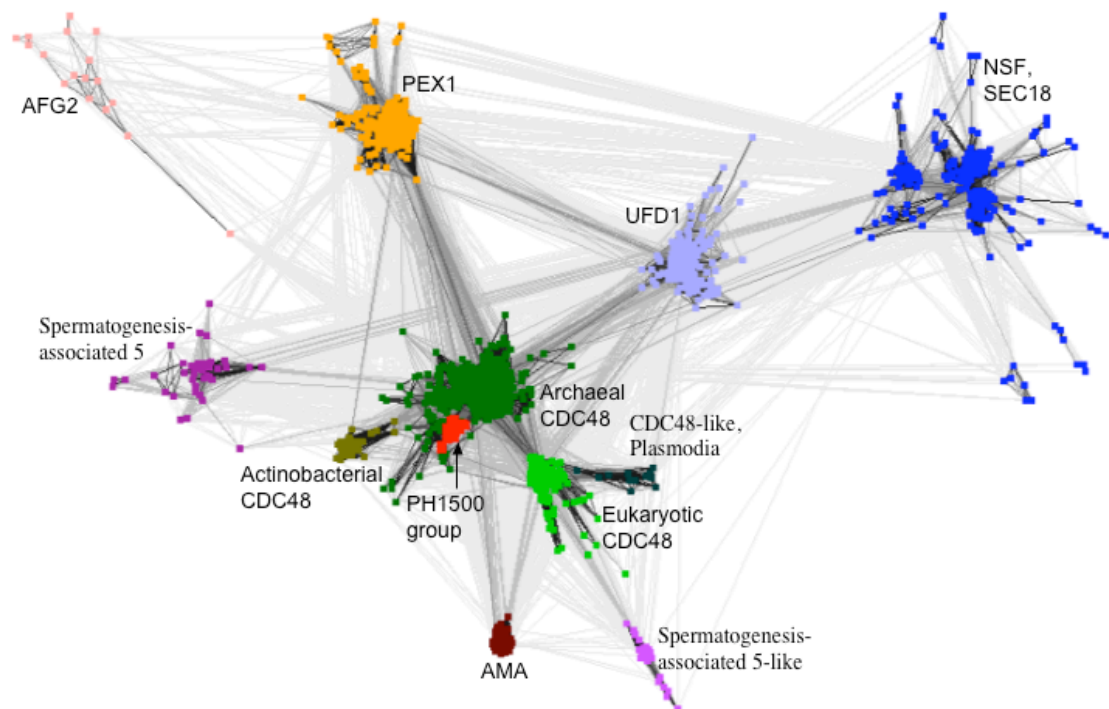 AFG2
PEX1
NSF,
SEC18
UFD1
Spermatogenesis-
associated 5
Archaeal
CDC48
CDC48-like,
Plasmodia
Actinobacterial
CDC48
PH1500
group
Eukaryotic
CDC48
AMA
Spermatogenesis-
associated 5-like